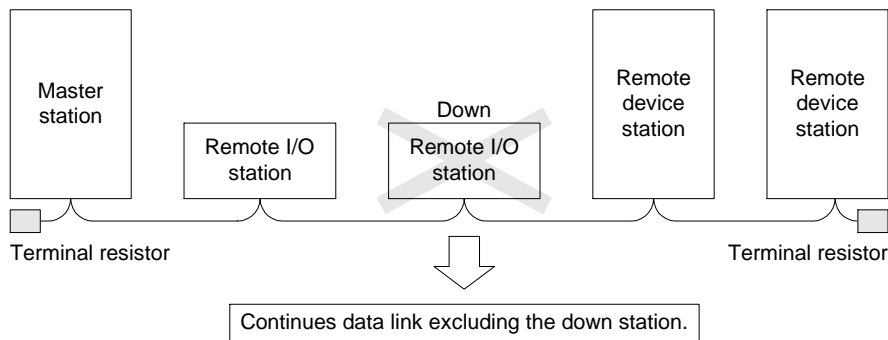 Master
station
Remote I/O
station
Down
Remote I/O
station
Remote
device
station
Remote
device
station
Terminal resistor
Terminal resistor
Continues data link excluding the down station.